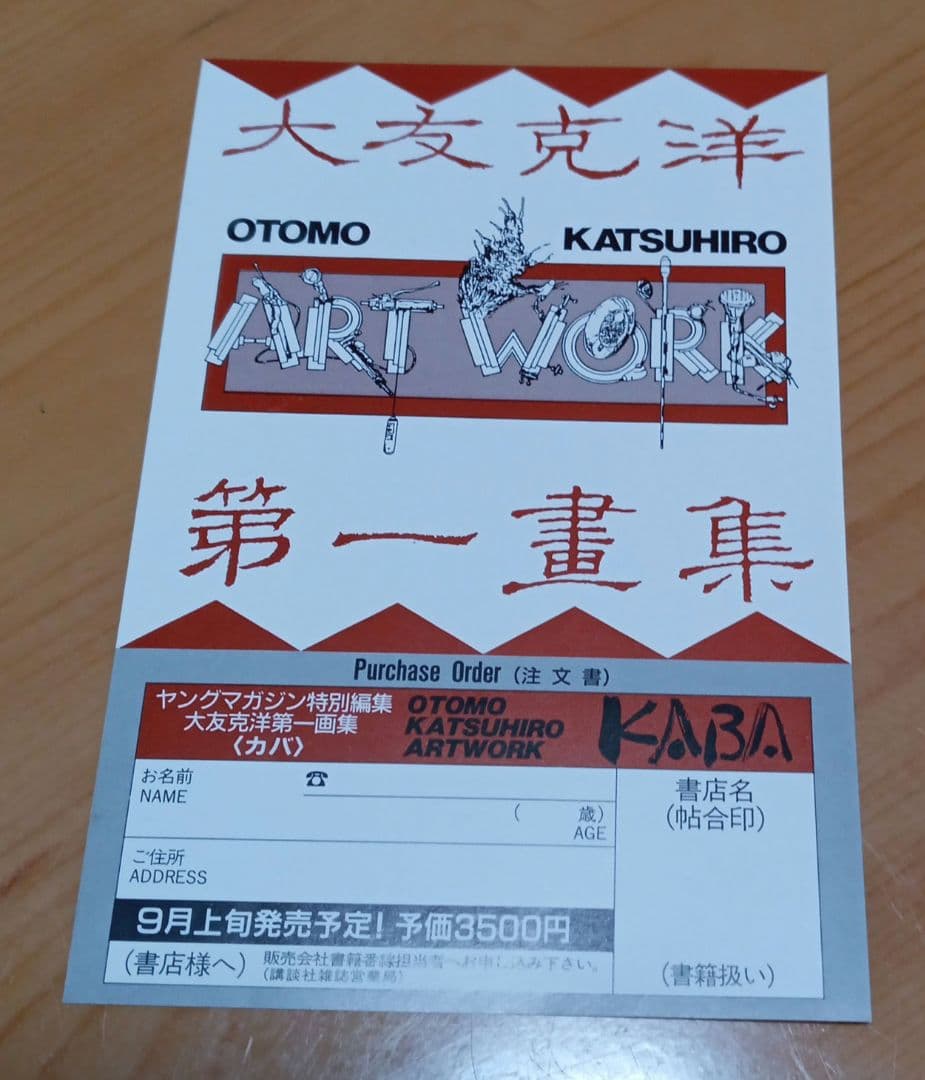 大友克洋
OTOMO KATSUHIRO
ART WORK
第一畫集
Purchase Order（注文書）
ヤングマガジン特別編集
大友克洋第一画集
〈カバ〉
OTOMO
KATSUHIRO
ARTWORK
KABA
お名前
NAME
☎
（　　歳）
AGE
ご住所
ADDRESS
書店名
（帖合印）
9月上旬発売予定! 予価3500円
（書店様へ）
販売会社書籍番線担当者へお申し込み下さい。
（講談社雑誌営業局）
（書籍扱い）